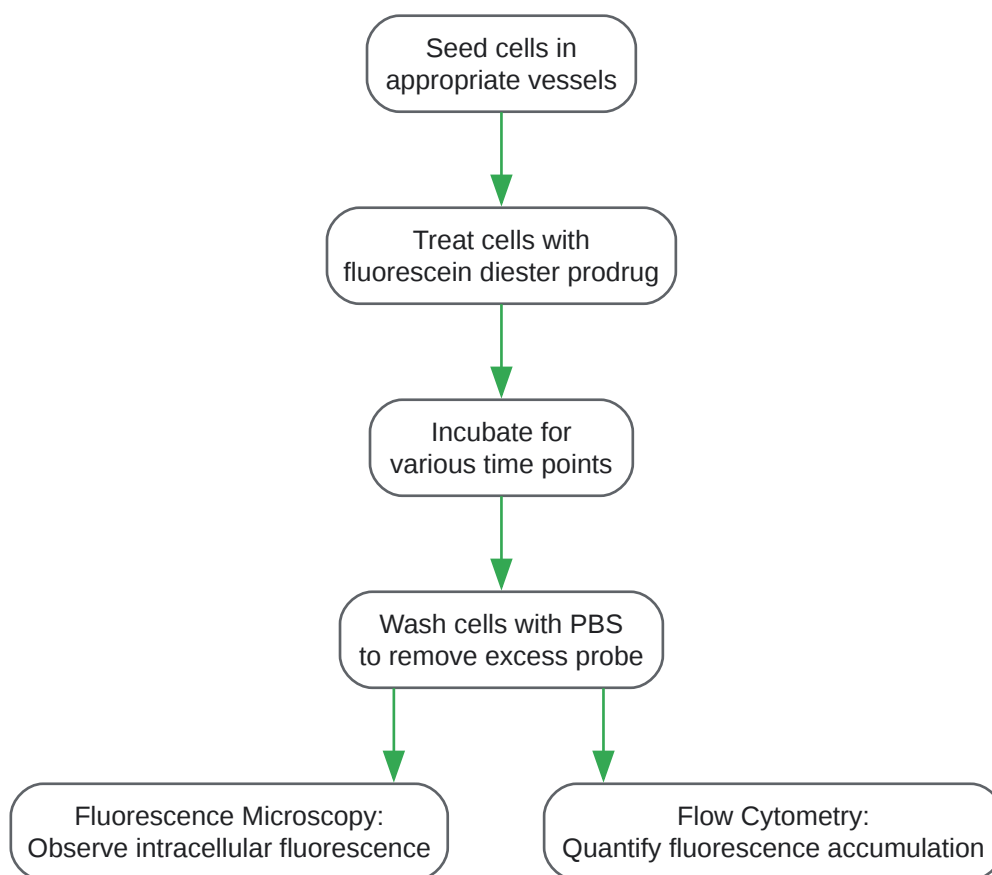 Seed cells in
appropriate vessels
Treat cells with
fluorescein diester prodrug
Incubate for
various time points
Wash cells with PBS
to remove excess probe
Fluorescence Microscopy:
Observe intracellular fluorescence
Flow Cytometry:
Quantify fluorescence accumulation